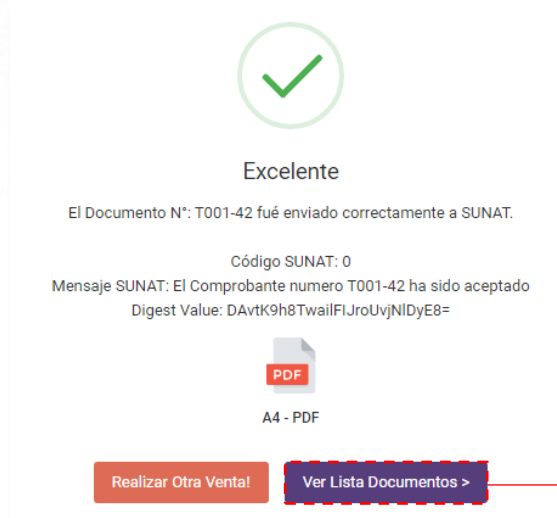 Excelente
El Documento N°: T001-42 fué enviado correctamente a SUNAT.
Código SUNAT: 0
Mensaje SUNAT: El Comprobante numero T001-42 ha sido aceptado
Digest Value: DAvtK9h8TwailFIJroUvjNlDyE8=
PDF
A4 - PDF
Realizar Otra Venta!
Ver Lista Documentos >